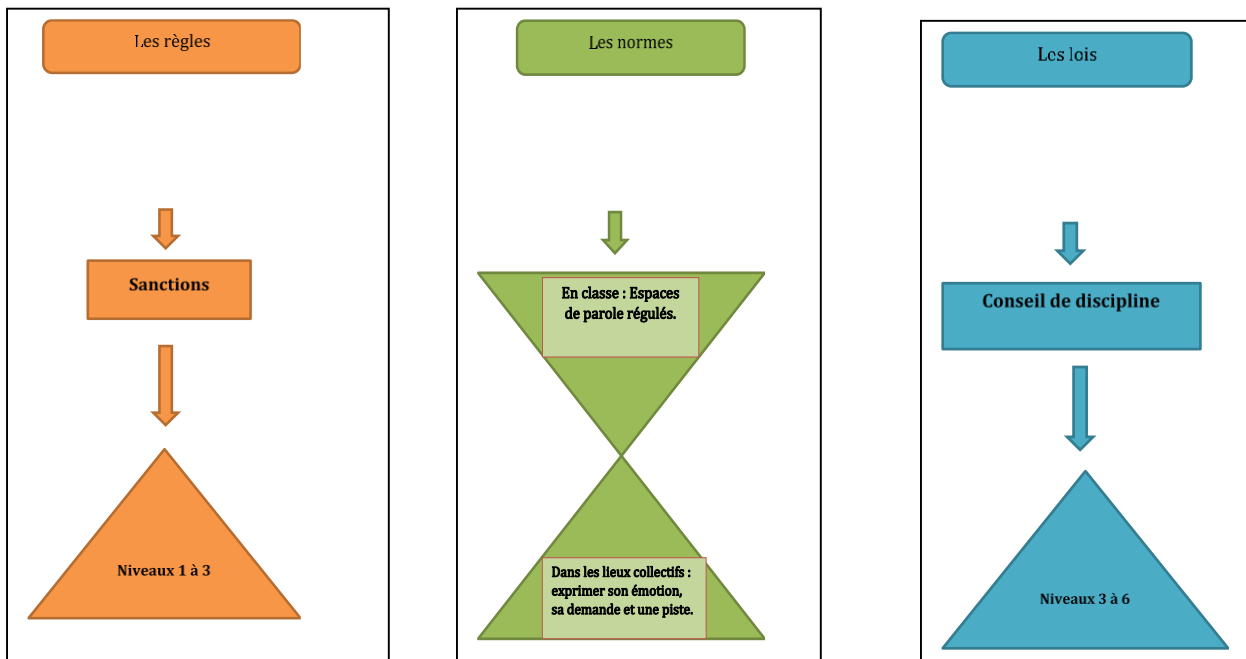 Les règles
Sanctions
Niveaux 1 à 3
Les normes
En classe : Espaces
de parole régulés.
Dans les lieux collectifs :
exprimer son émotion,
sa demande et une piste.
Les lois
Conseil de discipline
Niveaux 3 à 6